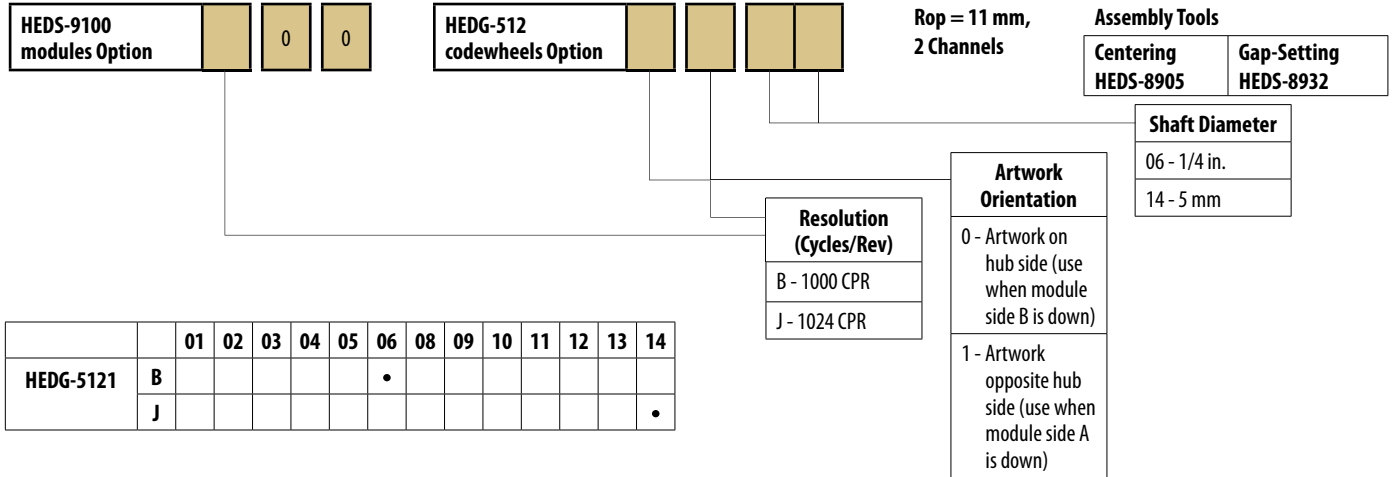 HEDS-9100
modules Option
0
0
HEDG-512
codewheels Option
Rop = 11 mm,
2 Channels
Assembly Tools
Centering
HEDS-8905
Gap-Setting
HEDS-8932
Shaft Diameter
06 - 1/4 in.
14 - 5 mm
Artwork
Orientation
0 - Artwork on
hub side (use
when module
side B is down)
1 - Artwork
opposite hub
side (use when
module side A
is down)
Resolution
(Cycles/Rev)
B - 1000 CPR
J - 1024 CPR
01 02 03 04 05 06 08 09 10 11 12 13 14
HEDG-5121 B •
J •